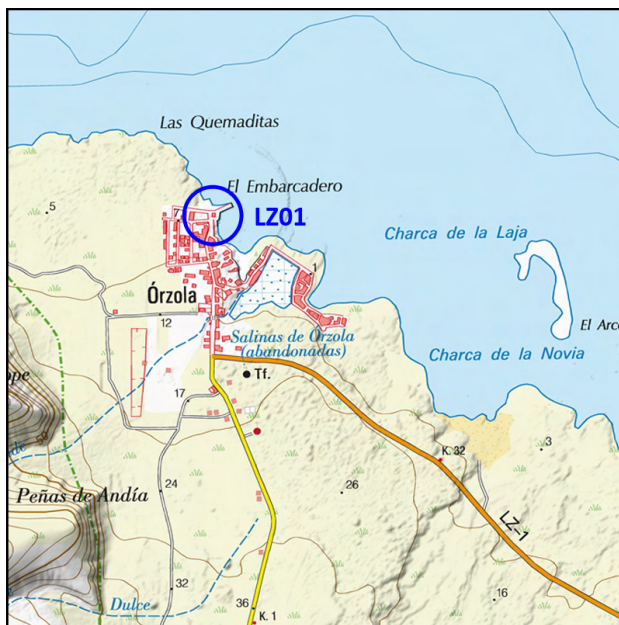 Las Quemaditas
El Embarcadero
LZ01
5
7
Charca de la Laja
1
Órzola
12
El Arco
Salinas de Orzola
(abandonadas)
Charca de la Novia
Tf.
17
K. 32
3
24
26
Peñas de Andía
LZ-1
32
16
Dulce
36
K. 1